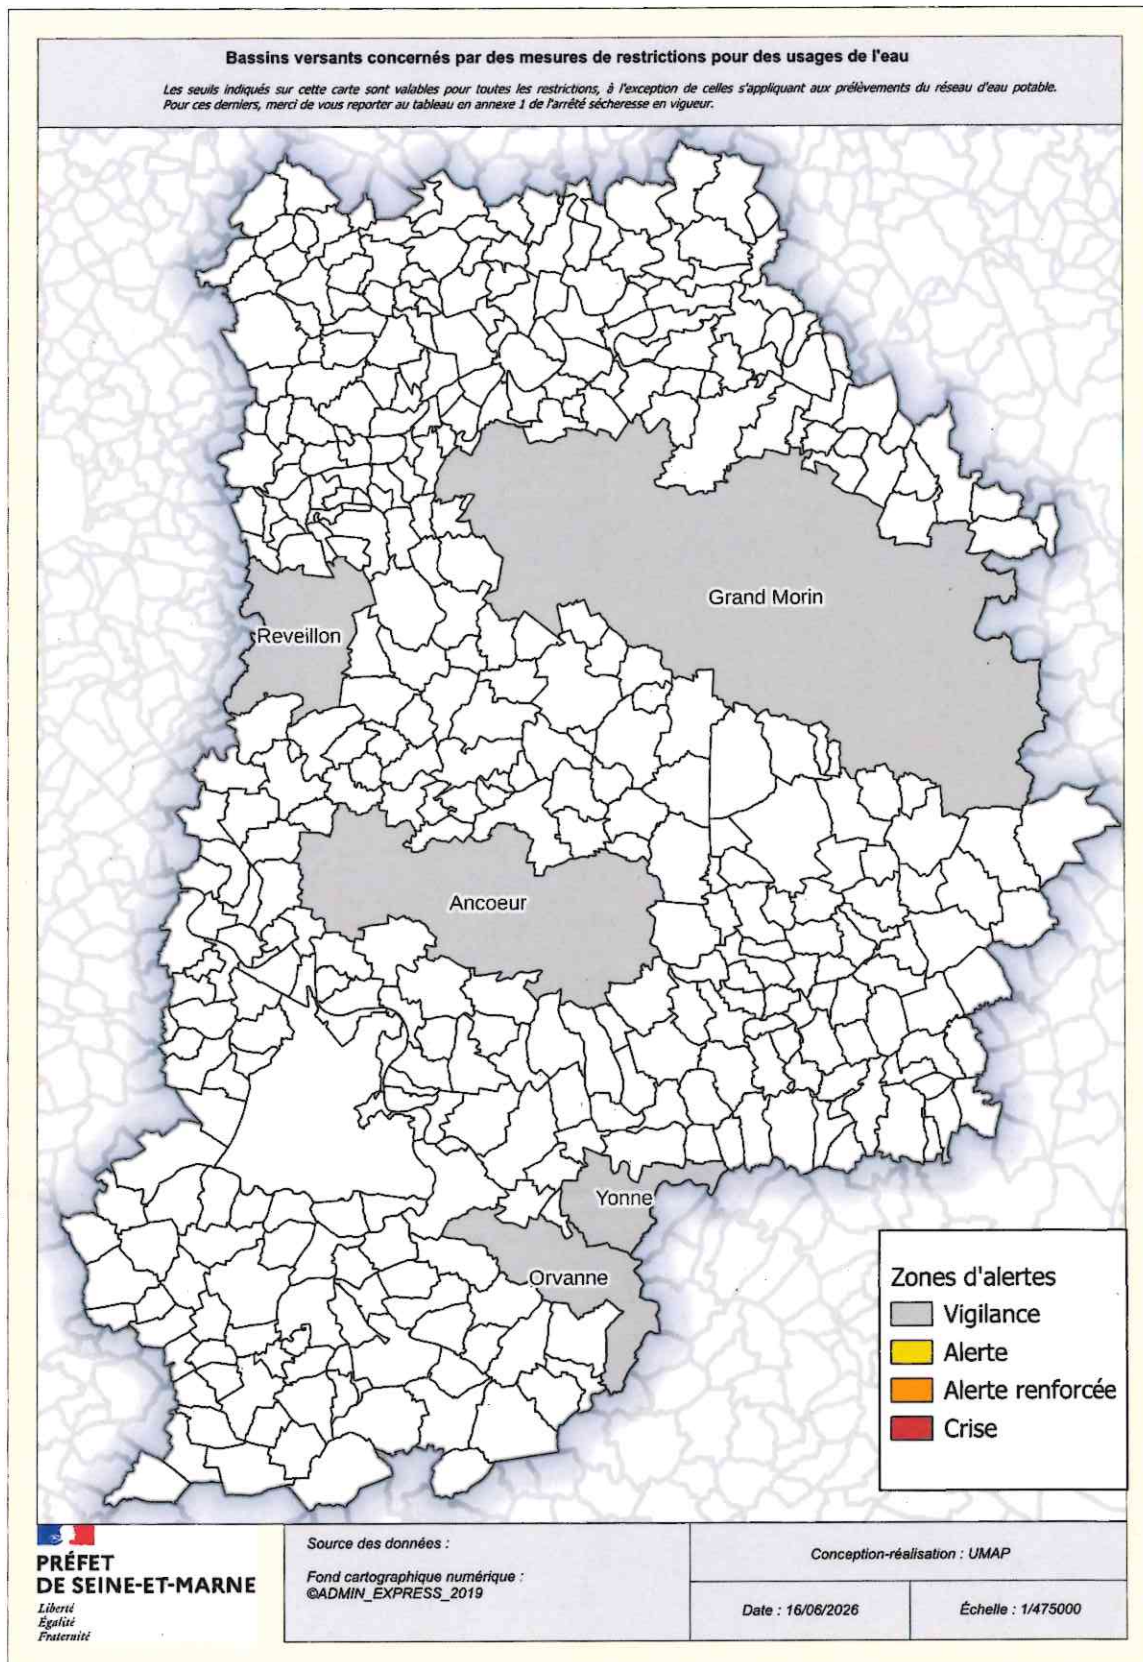 Bassins versants concernés par des mesures de restrictions pour des usages de l'eau
Les seuils indiqués sur cette carte sont valables pour toutes les restrictions, à l'exception de celles s'appliquant aux prélèvements du réseau d'eau potable.
Pour ces derniers, merci de vous reporter au tableau en annexe 1 de l'arrêté sécheresse en vigueur.
Grand Morin
Reveillon
Ancoeur
Yonne
Orvanne
Zones d'alertes
Vigilance
Alerte
Alerte renforcée
Crise
PRÉFET
DE SEINE-ET-MARNE
Liberté
Égalité
Fraternité
Source des données :
Fond cartographique numérique :
©ADMIN_EXPRESS_2019
Conception-réalisation : UMAP
Date : 16/06/2026
Échelle : 1/475000